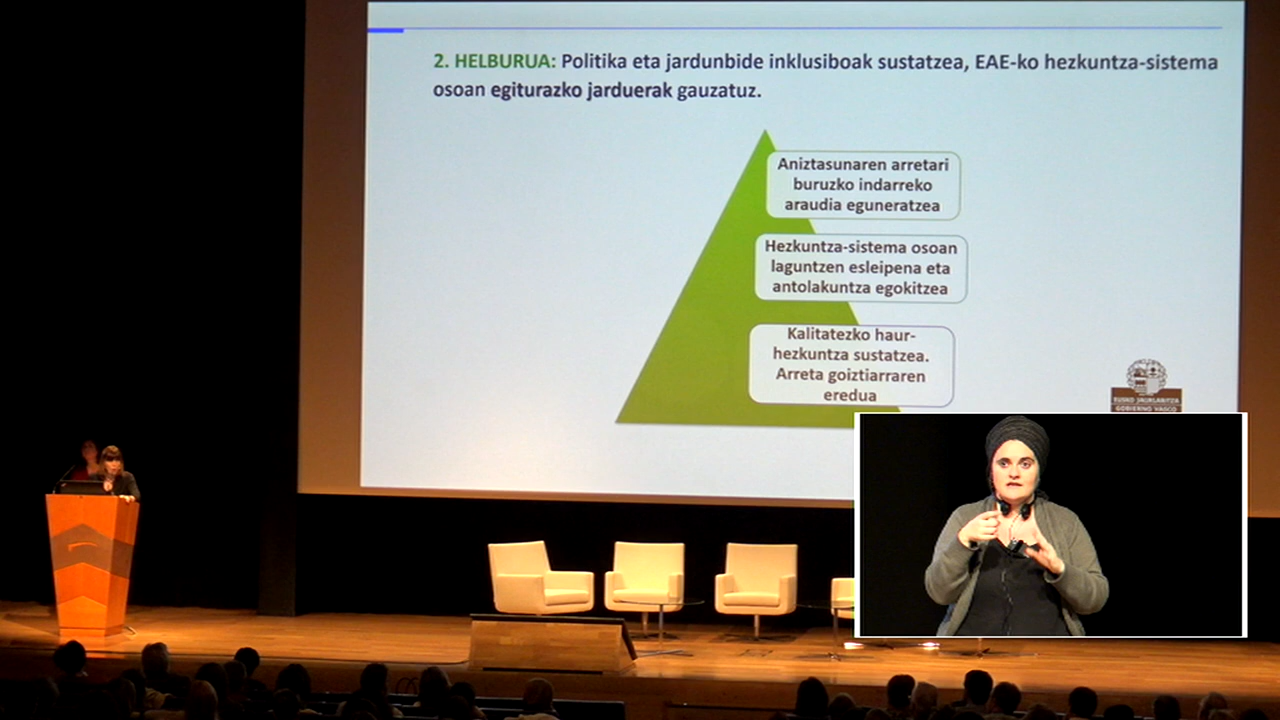 2. HELBURUA: Politika eta jardunbide inklusiboak sustatzea, EAE-ko hezkuntza-sistema
osoan egiturazko jarduerak gauzatuz.
Aniztasunaren arretari
buruzko indarreko
araudia eguneratzea
Hezkuntza-sistema osoan
laguntzen esleipena eta
antolakuntza egokitzea
Kalitatezko haur-
hezkuntza sustatzea.
Arreta goiztiarraren
eredua
EUSKO JAURLARITZA
GOBIERNO VASCO